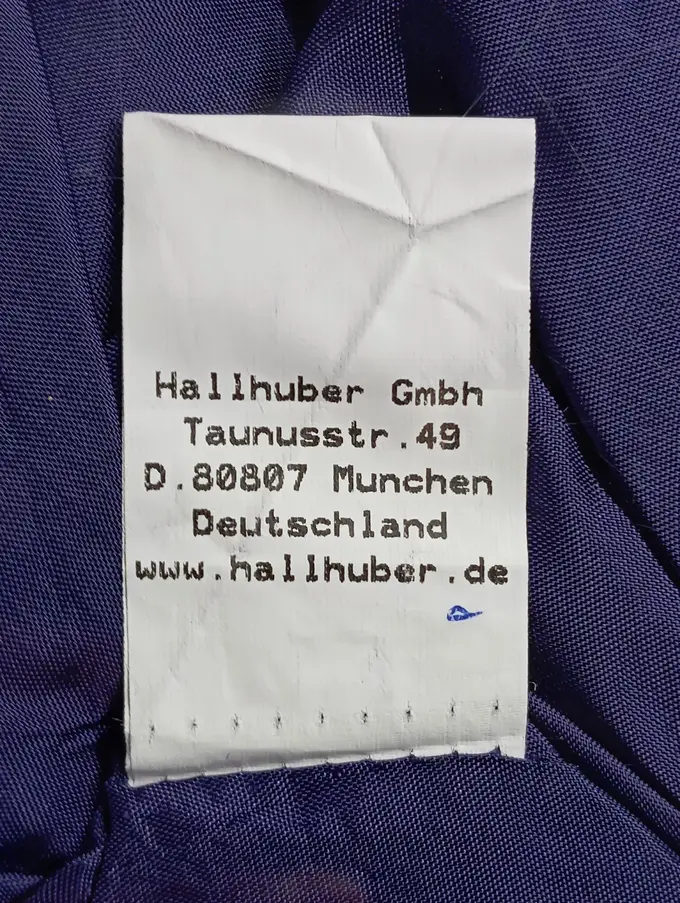 Hallhuber Gmbh
Taunusstr.49
D.80807 Munchen
Deutschland
www.hallhuber.de